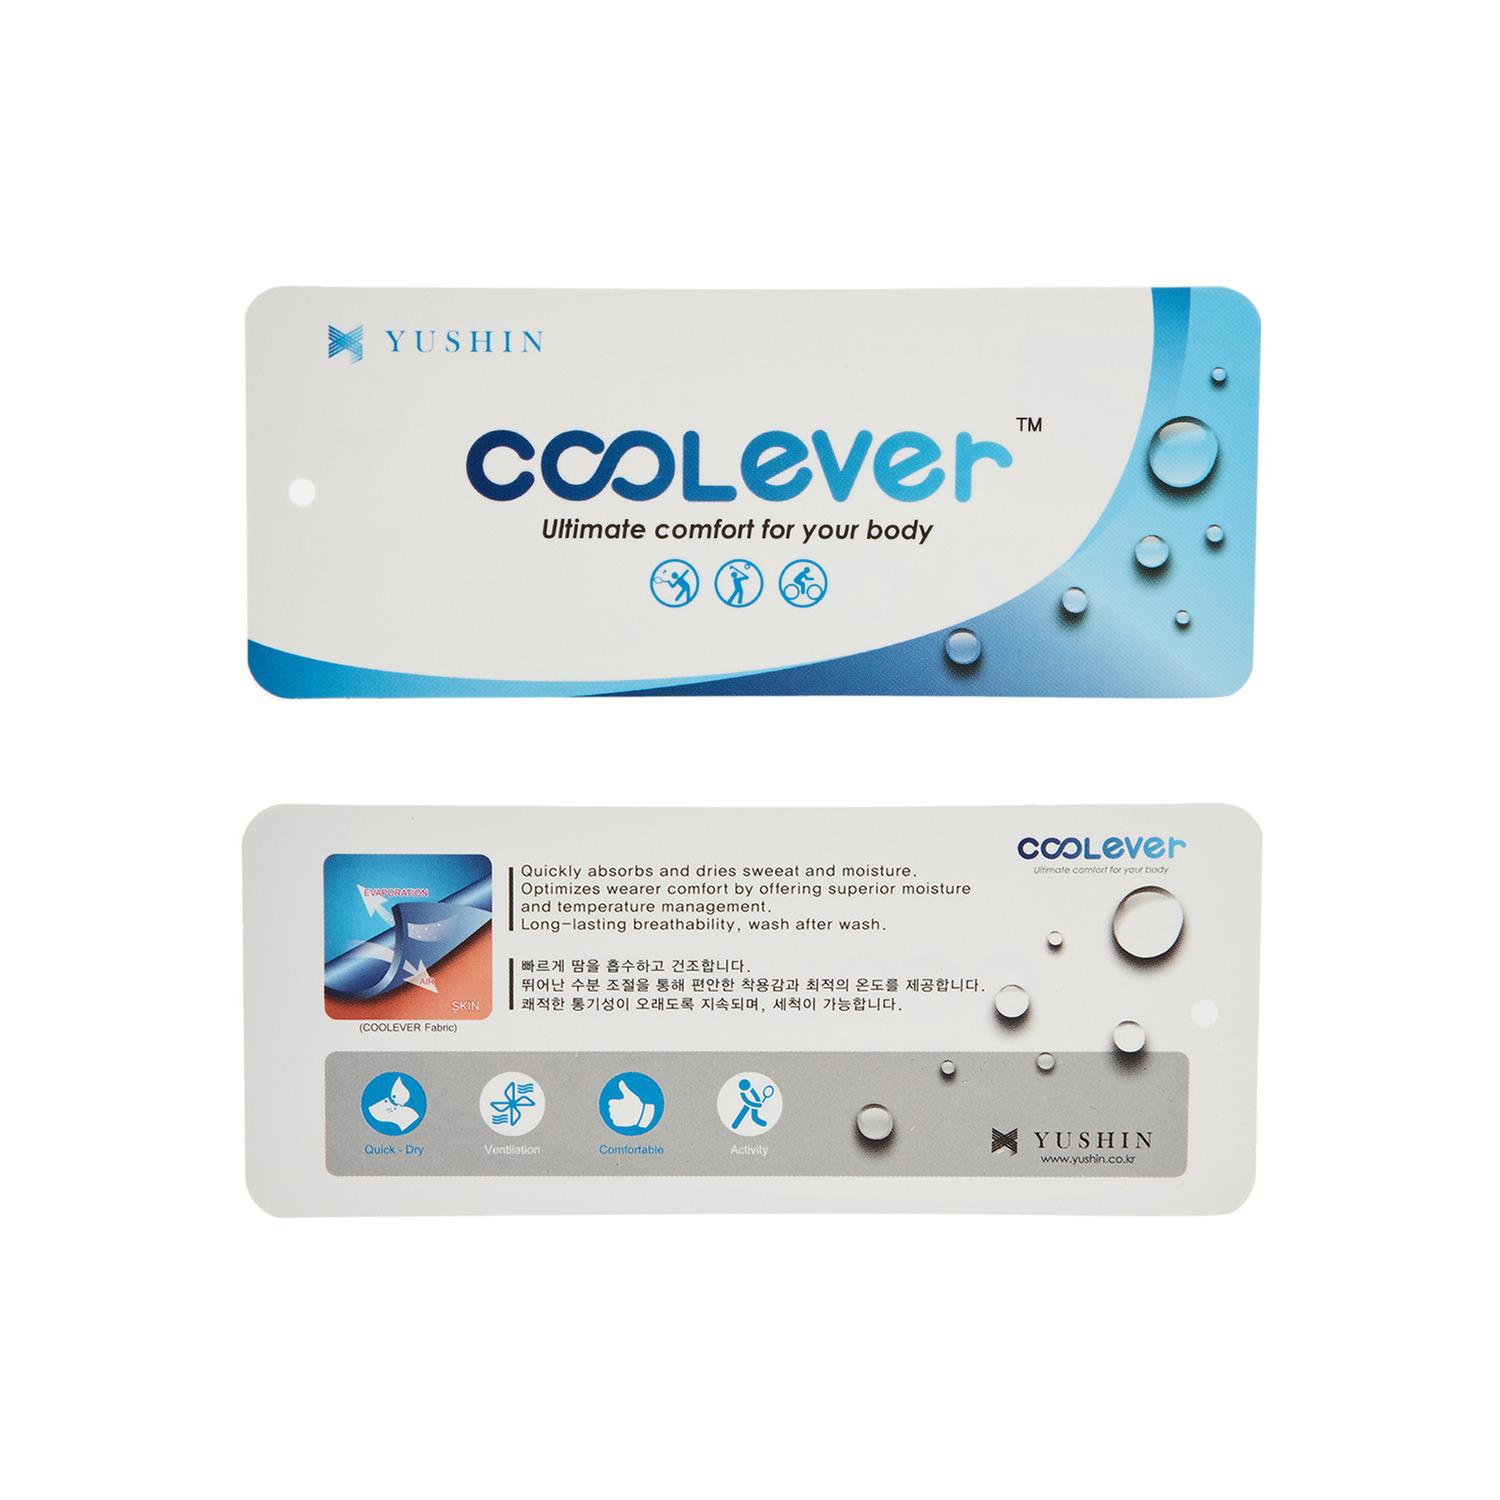 YUSHIN
COOLever™
Ultimate comfort for your body
COOLever
Ultimate comfort for your body
EVAPORATION
AIR
SKIN
(COOLEVER Fabric)
Quickly absorbs and dries sweeat and moisture.
Optimizes wearer comfort by offering superior moisture
and temperature management.
Long-lasting breathability, wash after wash.
빠르게 땀을 흡수하고 건조합니다.
뛰어난 수분 조절을 통해 편안한 착용감과 최적의 온도를 제공합니다.
쾌적한 통기성이 오래도록 지속되며, 세척이 가능합니다.
Quick - Dry
Ventilation
Comfortable
Activity
YUSHIN
www.yushin.co.kr